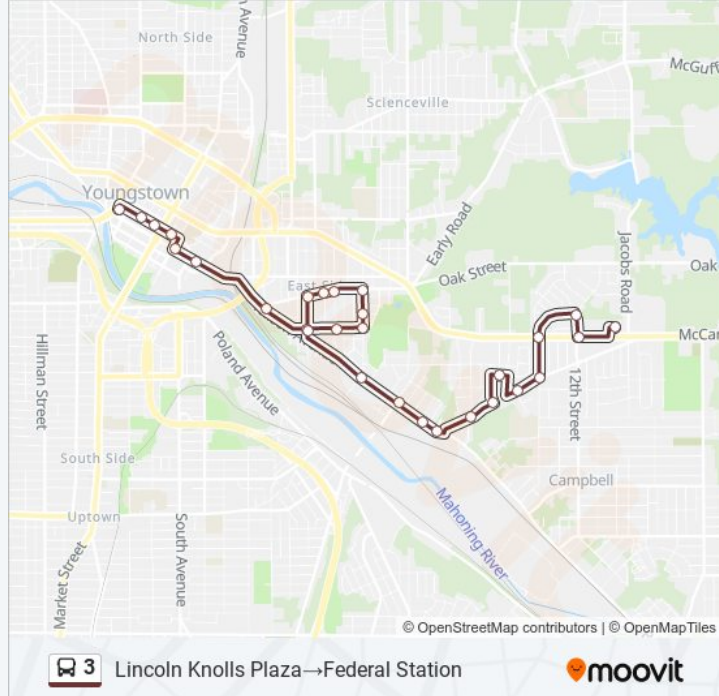 n Avenue
North Side
McGuff
Scienceville
Youngstown
Early Road
Jacobs Road
Oak Street
Oak
East Si
McCar
Hillman Street
Poland Avenue
12th Street
South Side
Campbell
Uptown
South Avenue
Mahoning River
Market Street
© OpenStreetMap contributors | © OpenMapTiles
3 Lincoln Knolls Plaza→Federal Station
moovit